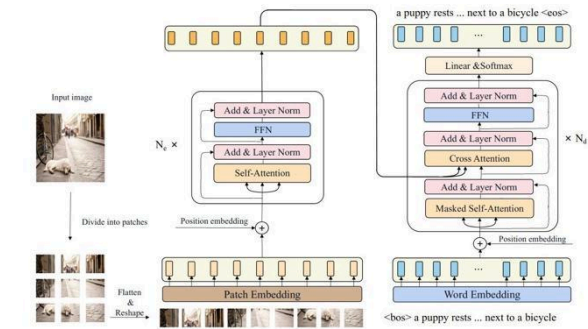 a puppy rests ... next to a bicycle <eos>
...
Linear &Softmax
Input image
Add & Layer Norm
FFN
Add & Layer Norm
Self-Attention
Nₑ ×
Add & Layer Norm
FFN
Add & Layer Norm
Cross Attention
Add & Layer Norm
Masked Self-Attention
× N_d
Divide into patches
Position embedding
+
+
Position embedding
Flatten
&
Reshape
Patch Embedding
...
Word Embedding
<bos> a puppy rests ... next to a bicycle